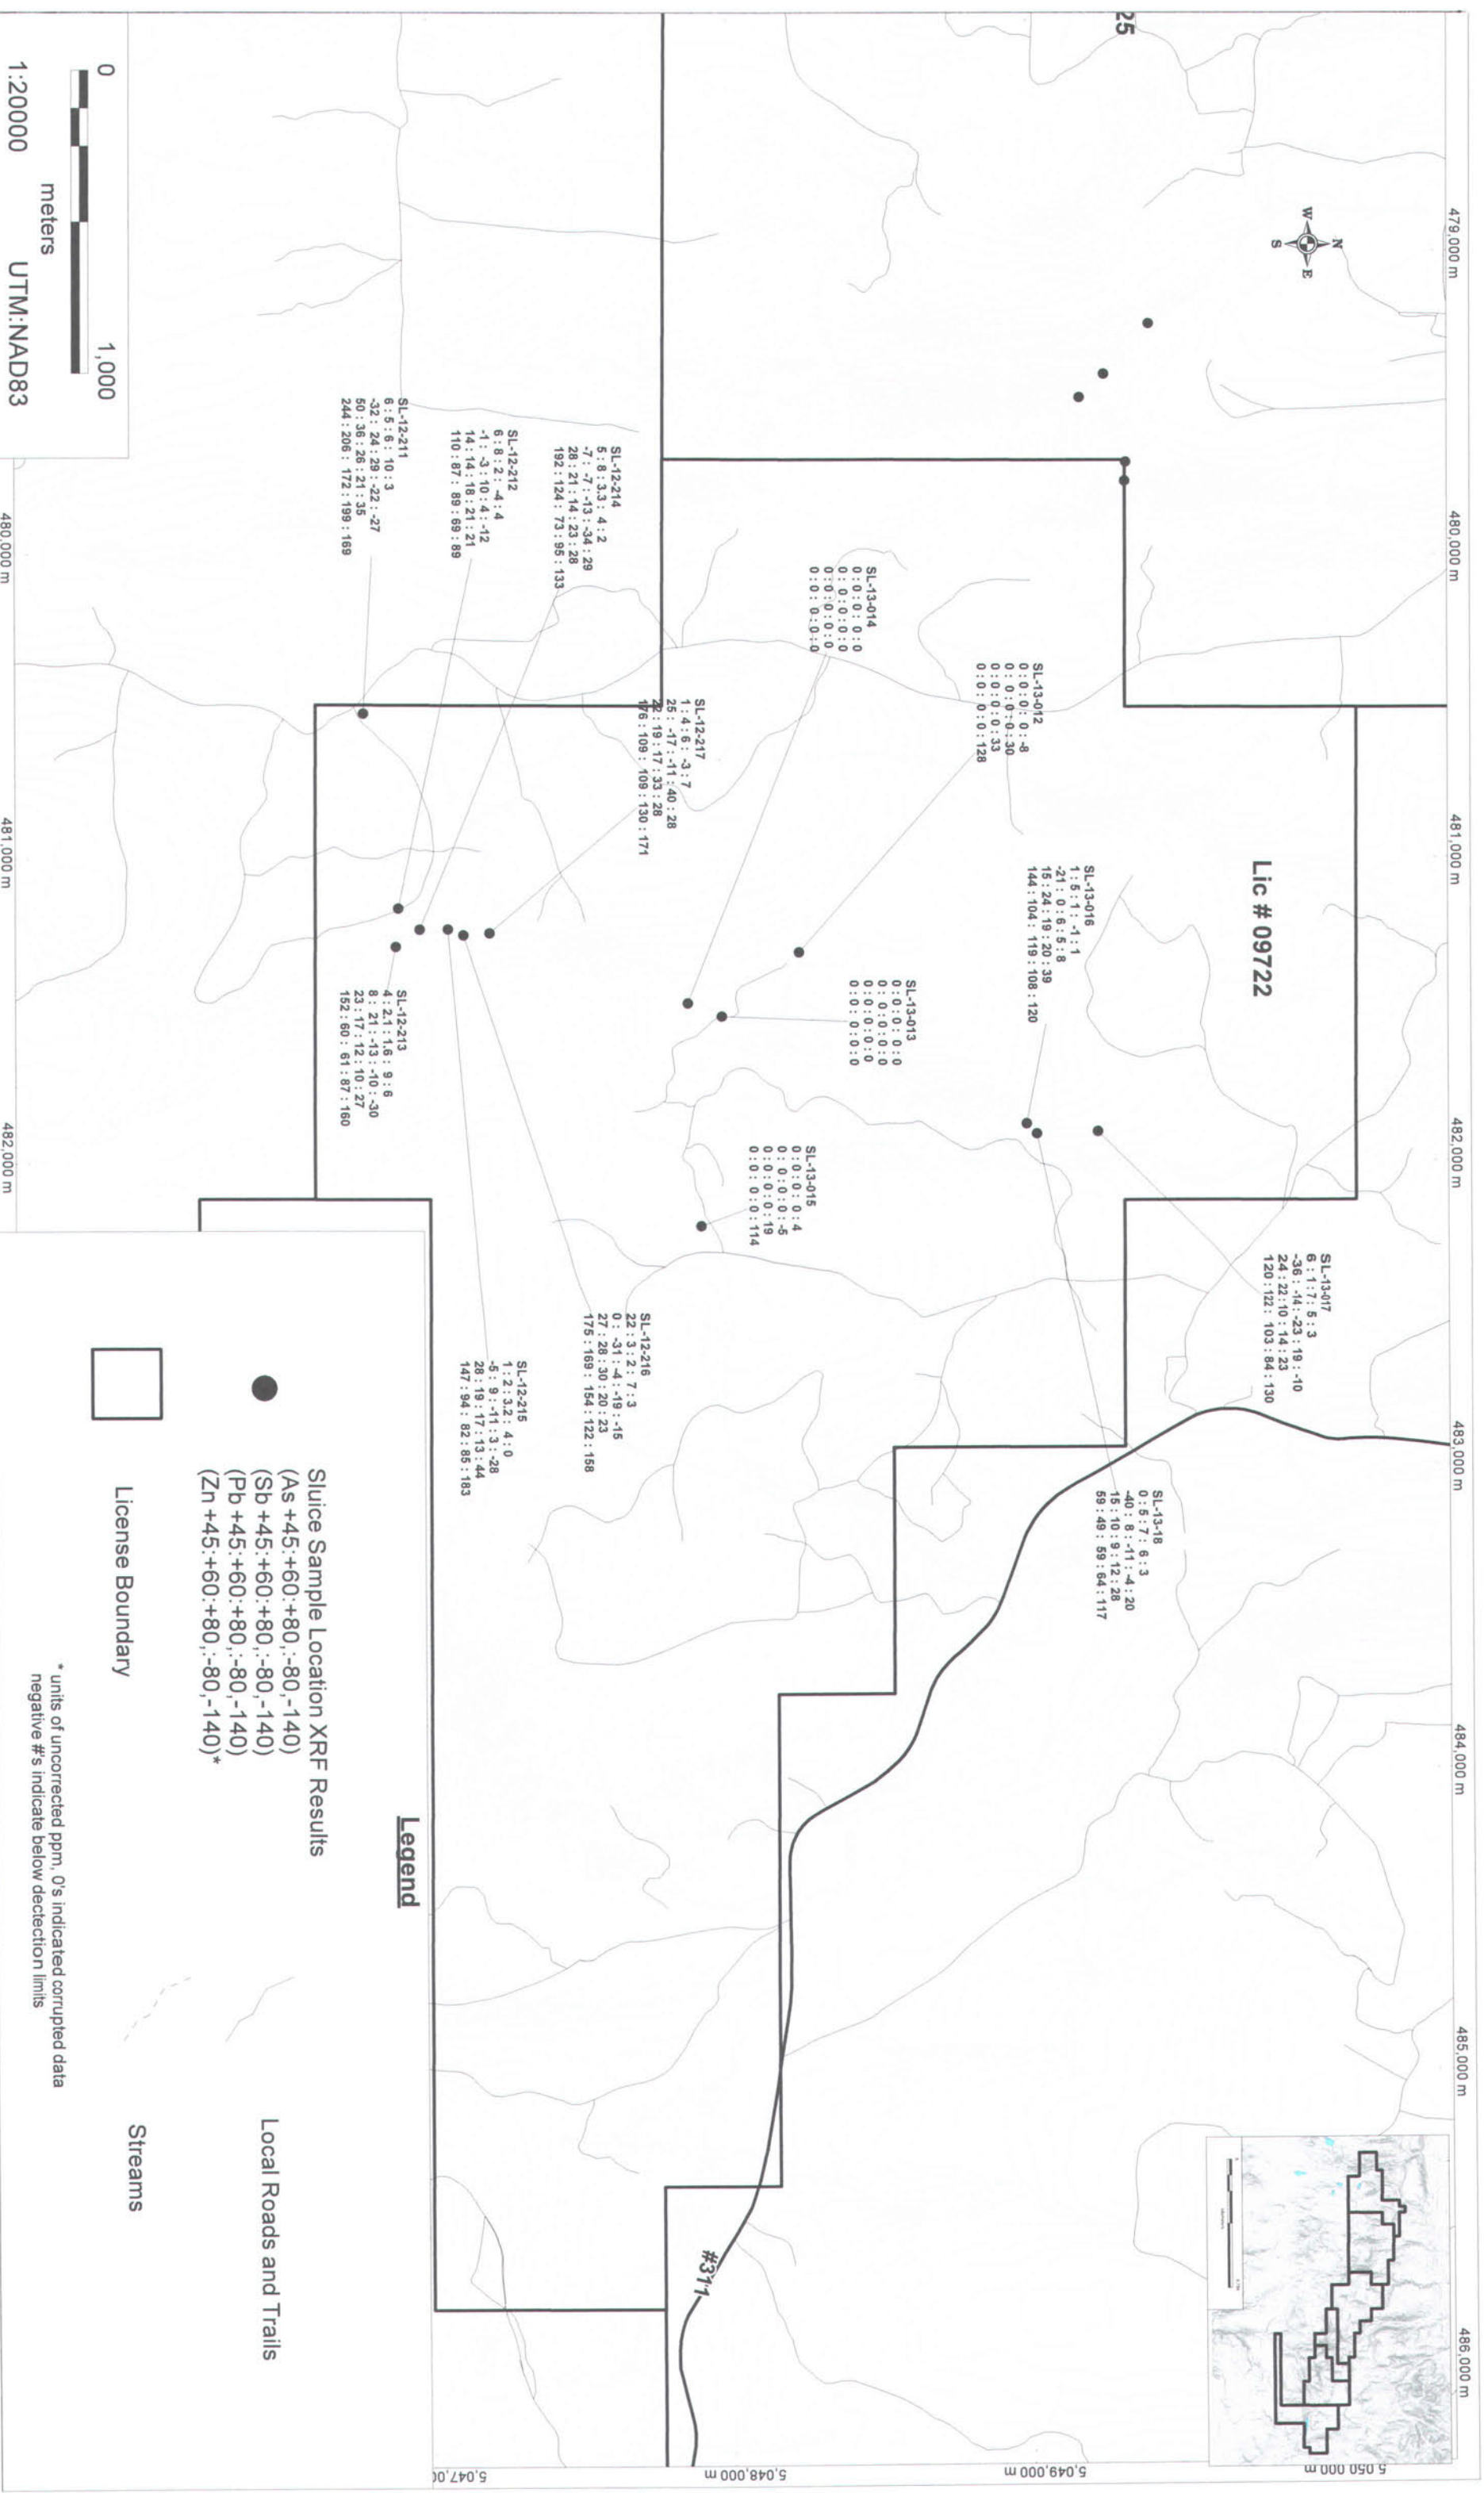 479,000 m
480,000 m
481,000 m
482,000 m
483,000 m
484,000 m
485,000 m
486,000 m
25
N
W
E
S
Lic # 09722
SL-13-017
6 : 1 : 7 : 5 : 3
-36 : -14 : -23 : 19 : -10
24 : 22 : 10 : 14 : 23
120 : 122 : 103 : 84 : 130
SL-13-18
0 : 5 : 7 : 6 : 3
-40 : 8 : -11 : -4 : 20
15 : 10 : 9 : 12 : 28
59 : 49 : 59 : 64 : 117
SL-13-016
1 : 5 : 1 : -1 : 1
-21 : 0 : 6 : 5 : 8
15 : 24 : 19 : 20 : 39
144 : 104 : 119 : 108 : 120
SL-13-012
0 : 0 : 0 : 0 : -8
0 : 0 : 0 : 0 : 30
0 : 0 : 0 : 0 : 33
0 : 0 : 0 : 0 : 128
SL-13-013
0 : 0 : 0 : 0 : 0
0 : 0 : 0 : 0 : 0
0 : 0 : 0 : 0 : 0
0 : 0 : 0 : 0 : 0
SL-13-014
0 : 0 : 0 : 0 : 0
0 : 0 : 0 : 0 : 0
0 : 0 : 0 : 0 : 0
0 : 0 : 0 : 0 : 0
SL-13-015
0 : 0 : 0 : 0 : 4
0 : 0 : 0 : 0 : -5
0 : 0 : 0 : 0 : 19
0 : 0 : 0 : 0 : 114
SL-12-217
1 : 4 : 6 : -3 : 7
25 : -17 : -11 : 40 : 28
22 : 19 : 17 : 33 : 28
176 : 109 : 109 : 130 : 171
SL-12-216
22 : 3 : 2 : 7 : 3
0 : -31 : -4 : -19 : -15
27 : 28 : 30 : 20 : 23
175 : 169 : 154 : 122 : 158
SL-12-214
5 : 8 : 3.3 : 4 : 2
-7 : -7 : -13 : -34 : 29
28 : 21 : 14 : 23 : 28
192 : 124 : 73 : 95 : 133
SL-12-215
1 : 2 : 3.2 : 4 : 0
-5 : 9 : -11 : 3 : -28
28 : 19 : 17 : 13 : 44
147 : 94 : 82 : 85 : 183
SL-12-212
6 : 8 : 2 : -4 : 4
-1 : -3 : 10 : 4 : -12
14 : 14 : 18 : 21 : 21
110 : 87 : 89 : 69 : 89
SL-12-211
6 : 5 : 6 : 10 : 3
-32 : 24 : 29 : -22 : -27
50 : 36 : 26 : 21 : 35
244 : 206 : 172 : 199 : 169
SL-12-213
4 : 2.1 : 1.6 : 9 : 6
8 : 21 : -13 : -10 : -30
23 : 17 : 12 : 10 : 27
152 : 60 : 61 : 87 : 160
#311
5,050,000 m
5,049,000 m
5,048,000 m
5,047,00
0
1,000
meters
1:20000
UTM:NAD83
480,000 m
481,000 m
482,000 m
Legend
Sluice Sample Location XRF Results
(As +45:+60:+80,:-80,-140)
(Sb +45:+60:+80,:-80,-140)
(Pb +45:+60:+80,:-80,-140)
(Zn +45:+60:+80,:-80,-140)*
License Boundary
Local Roads and Trails
Streams
* units of uncorrected ppm, 0's indicated corrupted data
negative #'s indicate below dectection limits